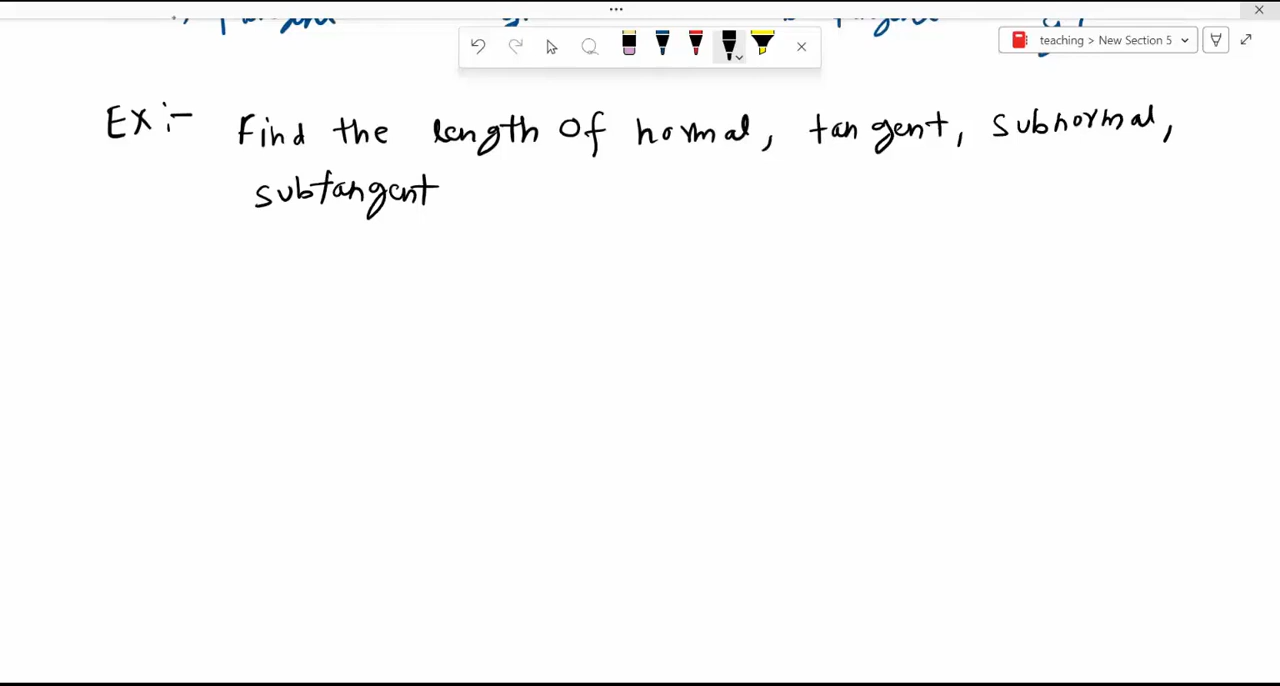 teaching > New Section 5
Ex:- Find the length of normal, tangent, subnormal,
subtangent